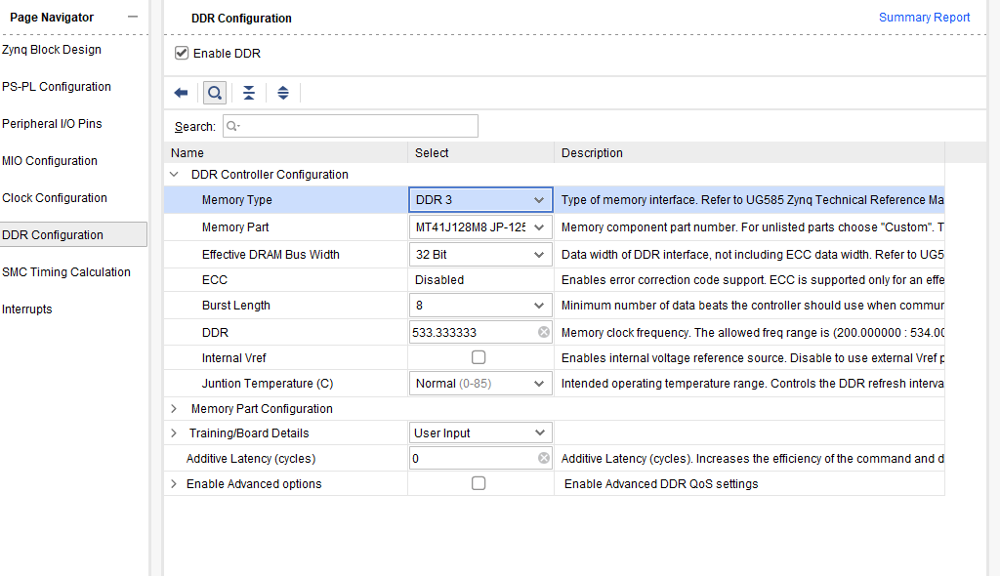 Page Navigator
Zynq Block Design
PS-PL Configuration
Peripheral I/O Pins
MIO Configuration
Clock Configuration
DDR Configuration
SMC Timing Calculation
Interrupts
DDR Configuration
Summary Report
Enable DDR
Search:
Name Select Description
DDR Controller Configuration
Memory Type DDR 3 Type of memory interface. Refer to UG585 Zynq Technical Reference Ma
Memory Part MT41J128M8 JP-125 Memory component part number. For unlisted parts choose "Custom". T
Effective DRAM Bus Width 32 Bit Data width of DDR interface, not including ECC data width. Refer to UG5
ECC Disabled Enables error correction code support. ECC is supported only for an effe
Burst Length 8 Minimum number of data beats the controller should use when commun
DDR 533.333333 Memory clock frequency. The allowed freq range is (200.000000 : 534.00
Internal Vref Enables internal voltage reference source. Disable to use external Vref p
Juntion Temperature (C) Normal (0-85) Intended operating temperature range. Controls the DDR refresh interva
Memory Part Configuration
Training/Board Details User Input
Additive Latency (cycles) 0 Additive Latency (cycles). Increases the efficiency of the command and d
Enable Advanced options Enable Advanced DDR QoS settings